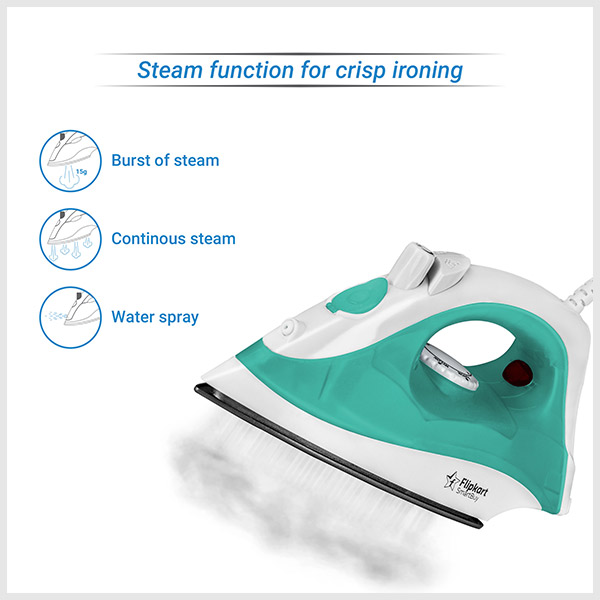 Steam function for crisp ironing
15g
Burst of steam
Continous steam
Water spray
Flipkart
SmartBuy